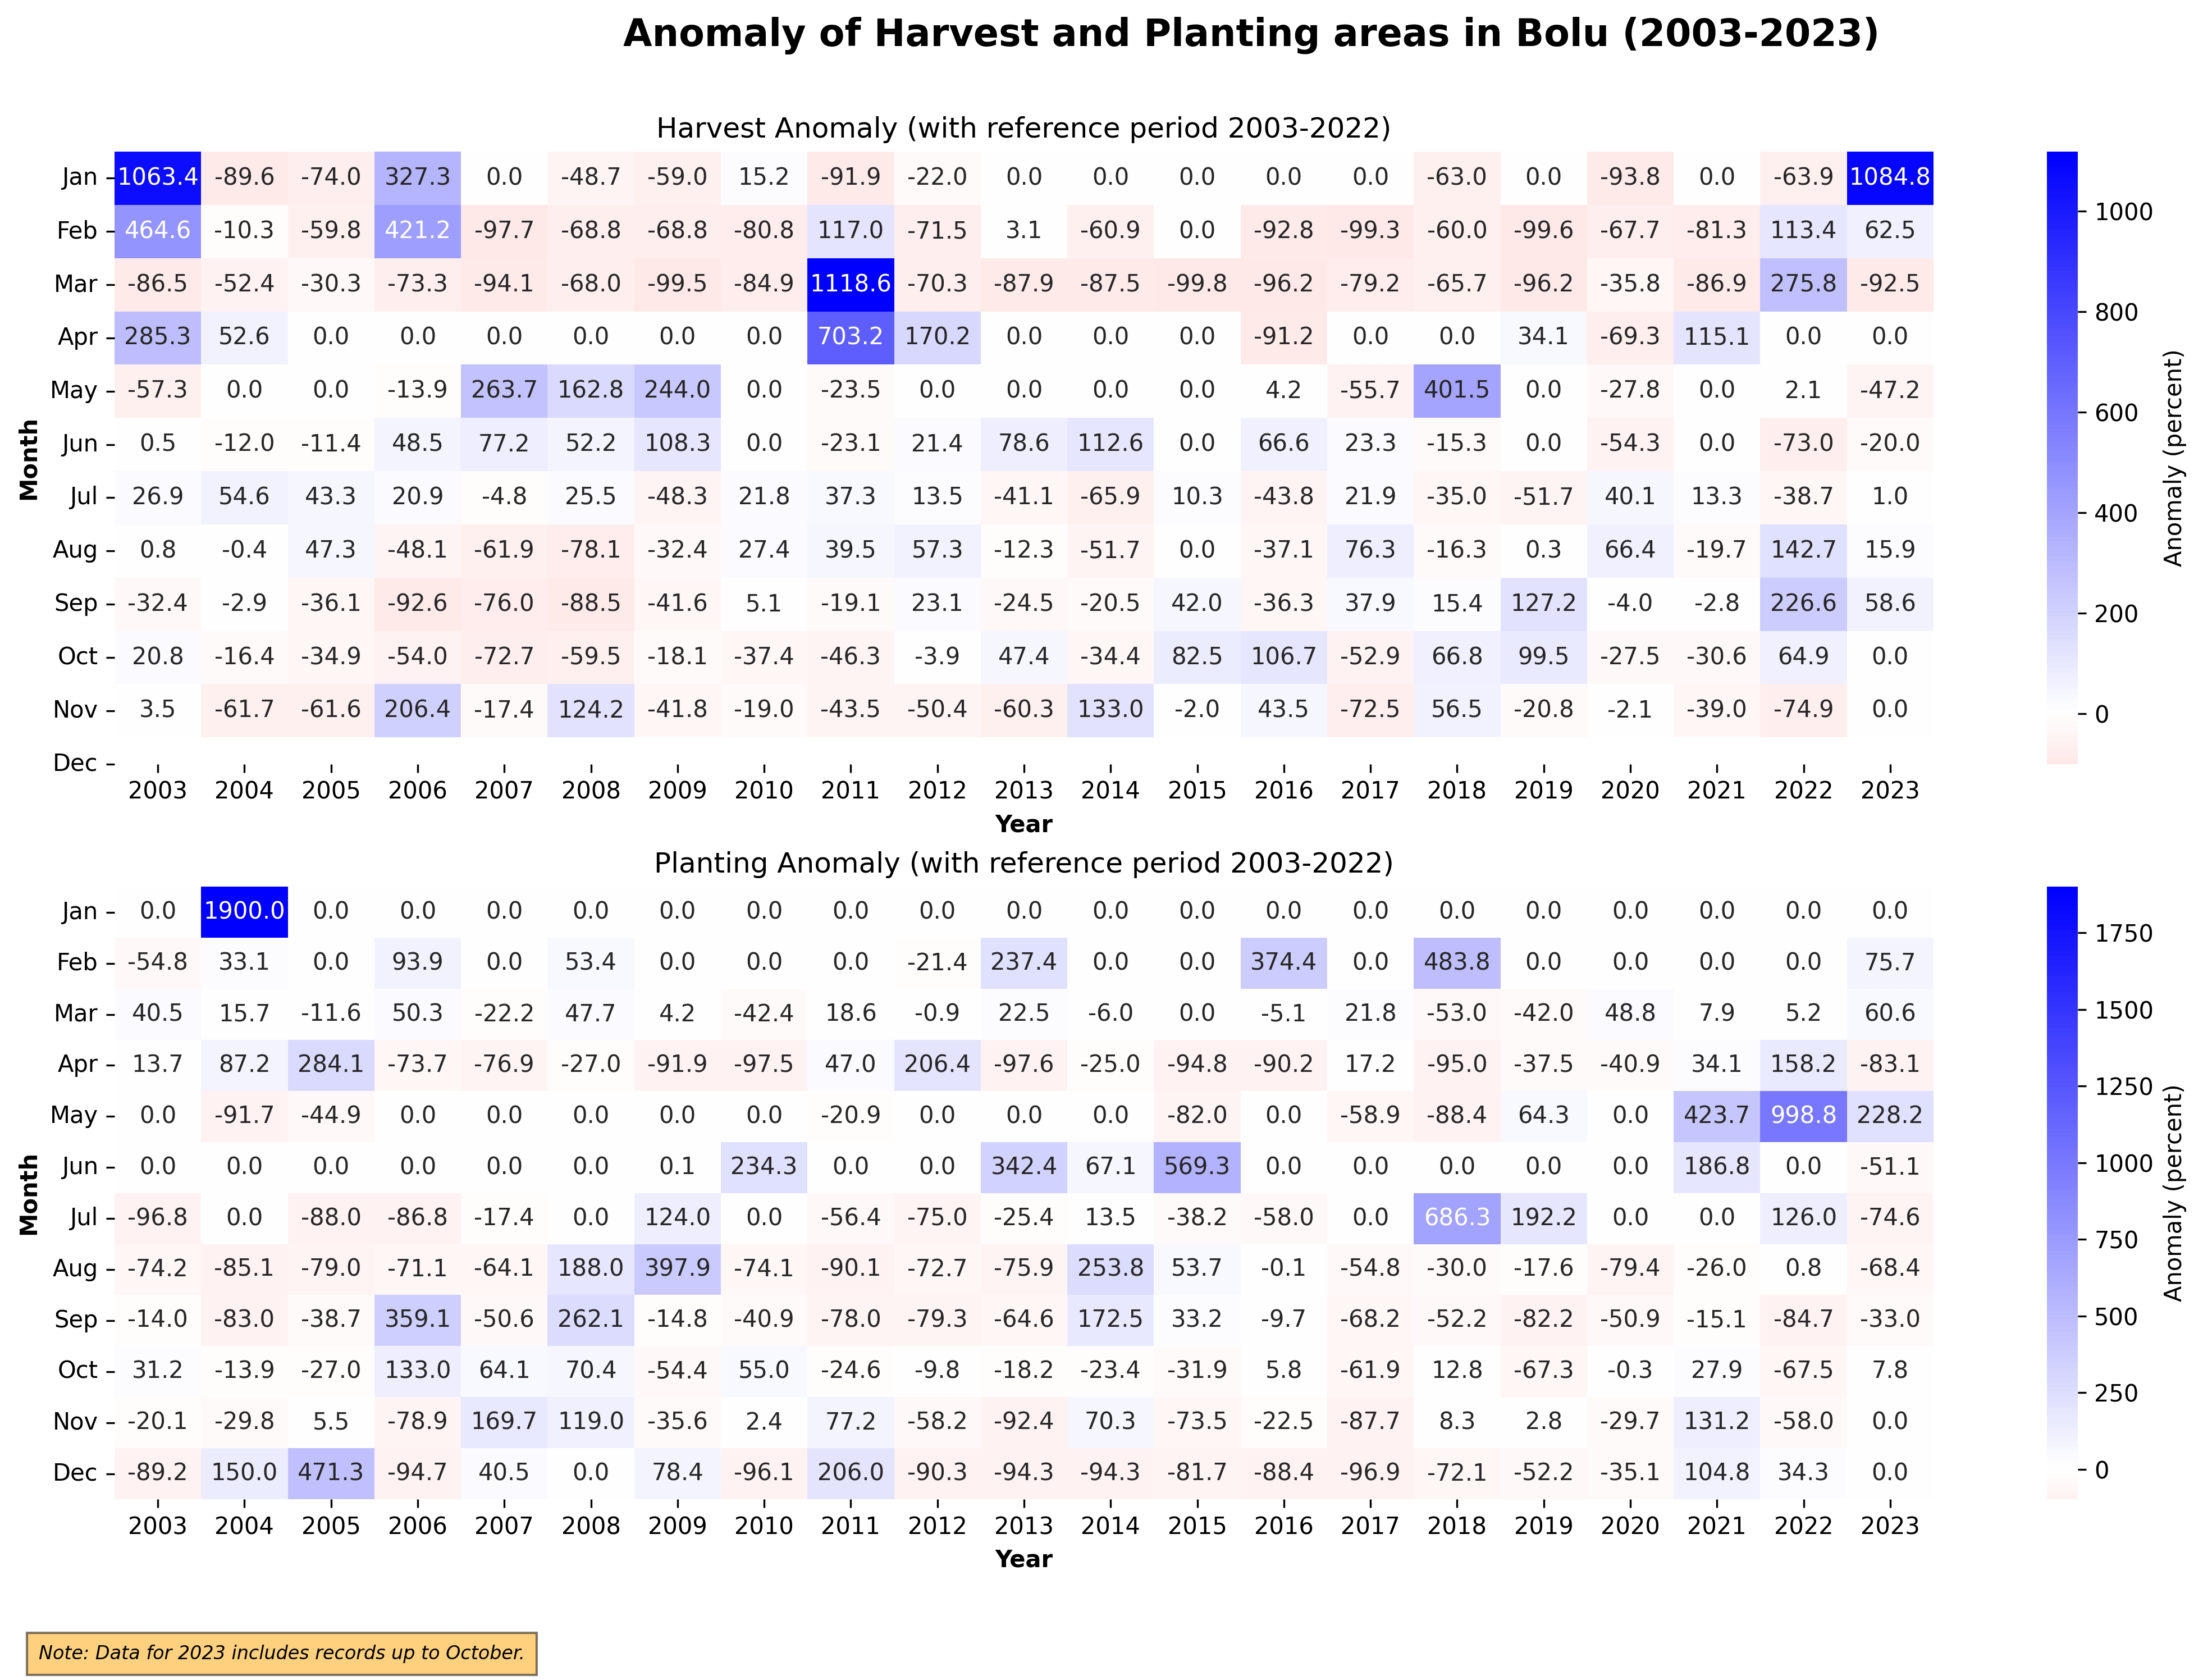 Anomaly of Harvest and Planting areas in Bolu (2003-2023)
Harvest Anomaly (with reference period 2003-2022)
Jan 1063.4 -89.6 -74.0 327.3 0.0 -48.7 -59.0 15.2 -91.9 -22.0 0.0 0.0 0.0 0.0 0.0 -63.0 0.0 -93.8 0.0 -63.9 1084.8
Feb 464.6 -10.3 -59.8 421.2 -97.7 -68.8 -68.8 -80.8 117.0 -71.5 3.1 -60.9 0.0 -92.8 -99.3 -60.0 -99.6 -67.7 -81.3 113.4 62.5
Mar -86.5 -52.4 -30.3 -73.3 -94.1 -68.0 -99.5 -84.9 1118.6 -70.3 -87.9 -87.5 -99.8 -96.2 -79.2 -65.7 -96.2 -35.8 -86.9 275.8 -92.5
Apr 285.3 52.6 0.0 0.0 0.0 0.0 0.0 0.0 703.2 170.2 0.0 0.0 0.0 -91.2 0.0 0.0 34.1 -69.3 115.1 0.0 0.0
May -57.3 0.0 0.0 -13.9 263.7 162.8 244.0 0.0 -23.5 0.0 0.0 0.0 0.0 4.2 -55.7 401.5 0.0 -27.8 0.0 2.1 -47.2
Jun 0.5 -12.0 -11.4 48.5 77.2 52.2 108.3 0.0 -23.1 21.4 78.6 112.6 0.0 66.6 23.3 -15.3 0.0 -54.3 0.0 -73.0 -20.0
Jul 26.9 54.6 43.3 20.9 -4.8 25.5 -48.3 21.8 37.3 13.5 -41.1 -65.9 10.3 -43.8 21.9 -35.0 -51.7 40.1 13.3 -38.7 1.0
Aug 0.8 -0.4 47.3 -48.1 -61.9 -78.1 -32.4 27.4 39.5 57.3 -12.3 -51.7 0.0 -37.1 76.3 -16.3 0.3 66.4 -19.7 142.7 15.9
Sep -32.4 -2.9 -36.1 -92.6 -76.0 -88.5 -41.6 5.1 -19.1 23.1 -24.5 -20.5 42.0 -36.3 37.9 15.4 127.2 -4.0 -2.8 226.6 58.6
Oct 20.8 -16.4 -34.9 -54.0 -72.7 -59.5 -18.1 -37.4 -46.3 -3.9 47.4 -34.4 82.5 106.7 -52.9 66.8 99.5 -27.5 -30.6 64.9 0.0
Nov 3.5 -61.7 -61.6 206.4 -17.4 124.2 -41.8 -19.0 -43.5 -50.4 -60.3 133.0 -2.0 43.5 -72.5 56.5 -20.8 -2.1 -39.0 -74.9 0.0
Dec
2003 2004 2005 2006 2007 2008 2009 2010 2011 2012 2013 2014 2015 2016 2017 2018 2019 2020 2021 2022 2023
Year
Month
1000
800
600
400
200
0
Anomaly (percent)
Planting Anomaly (with reference period 2003-2022)
Jan 0.0 1900.0 0.0 0.0 0.0 0.0 0.0 0.0 0.0 0.0 0.0 0.0 0.0 0.0 0.0 0.0 0.0 0.0 0.0 0.0 0.0
Feb -54.8 33.1 0.0 93.9 0.0 53.4 0.0 0.0 0.0 -21.4 237.4 0.0 0.0 374.4 0.0 483.8 0.0 0.0 0.0 0.0 75.7
Mar 40.5 15.7 -11.6 50.3 -22.2 47.7 4.2 -42.4 18.6 -0.9 22.5 -6.0 0.0 -5.1 21.8 -53.0 -42.0 48.8 7.9 5.2 60.6
Apr 13.7 87.2 284.1 -73.7 -76.9 -27.0 -91.9 -97.5 47.0 206.4 -97.6 -25.0 -94.8 -90.2 17.2 -95.0 -37.5 -40.9 34.1 158.2 -83.1
May 0.0 -91.7 -44.9 0.0 0.0 0.0 0.0 0.0 -20.9 0.0 0.0 0.0 -82.0 0.0 -58.9 -88.4 64.3 0.0 423.7 998.8 228.2
Jun 0.0 0.0 0.0 0.0 0.0 0.0 0.1 234.3 0.0 0.0 342.4 67.1 569.3 0.0 0.0 0.0 0.0 0.0 186.8 0.0 -51.1
Jul -96.8 0.0 -88.0 -86.8 -17.4 0.0 124.0 0.0 -56.4 -75.0 -25.4 13.5 -38.2 -58.0 0.0 686.3 192.2 0.0 0.0 126.0 -74.6
Aug -74.2 -85.1 -79.0 -71.1 -64.1 188.0 397.9 -74.1 -90.1 -72.7 -75.9 253.8 53.7 -0.1 -54.8 -30.0 -17.6 -79.4 -26.0 0.8 -68.4
Sep -14.0 -83.0 -38.7 359.1 -50.6 262.1 -14.8 -40.9 -78.0 -79.3 -64.6 172.5 33.2 -9.7 -68.2 -52.2 -82.2 -50.9 -15.1 -84.7 -33.0
Oct 31.2 -13.9 -27.0 133.0 64.1 70.4 -54.4 55.0 -24.6 -9.8 -18.2 -23.4 -31.9 5.8 -61.9 12.8 -67.3 -0.3 27.9 -67.5 7.8
Nov -20.1 -29.8 5.5 -78.9 169.7 119.0 -35.6 2.4 77.2 -58.2 -92.4 70.3 -73.5 -22.5 -87.7 8.3 2.8 -29.7 131.2 -58.0 0.0
Dec -89.2 150.0 471.3 -94.7 40.5 0.0 78.4 -96.1 206.0 -90.3 -94.3 -94.3 -81.7 -88.4 -96.9 -72.1 -52.2 -35.1 104.8 34.3 0.0
2003 2004 2005 2006 2007 2008 2009 2010 2011 2012 2013 2014 2015 2016 2017 2018 2019 2020 2021 2022 2023
Year
Month
1750
1500
1250
1000
750
500
250
0
Anomaly (percent)
Note: Data for 2023 includes records up to October.